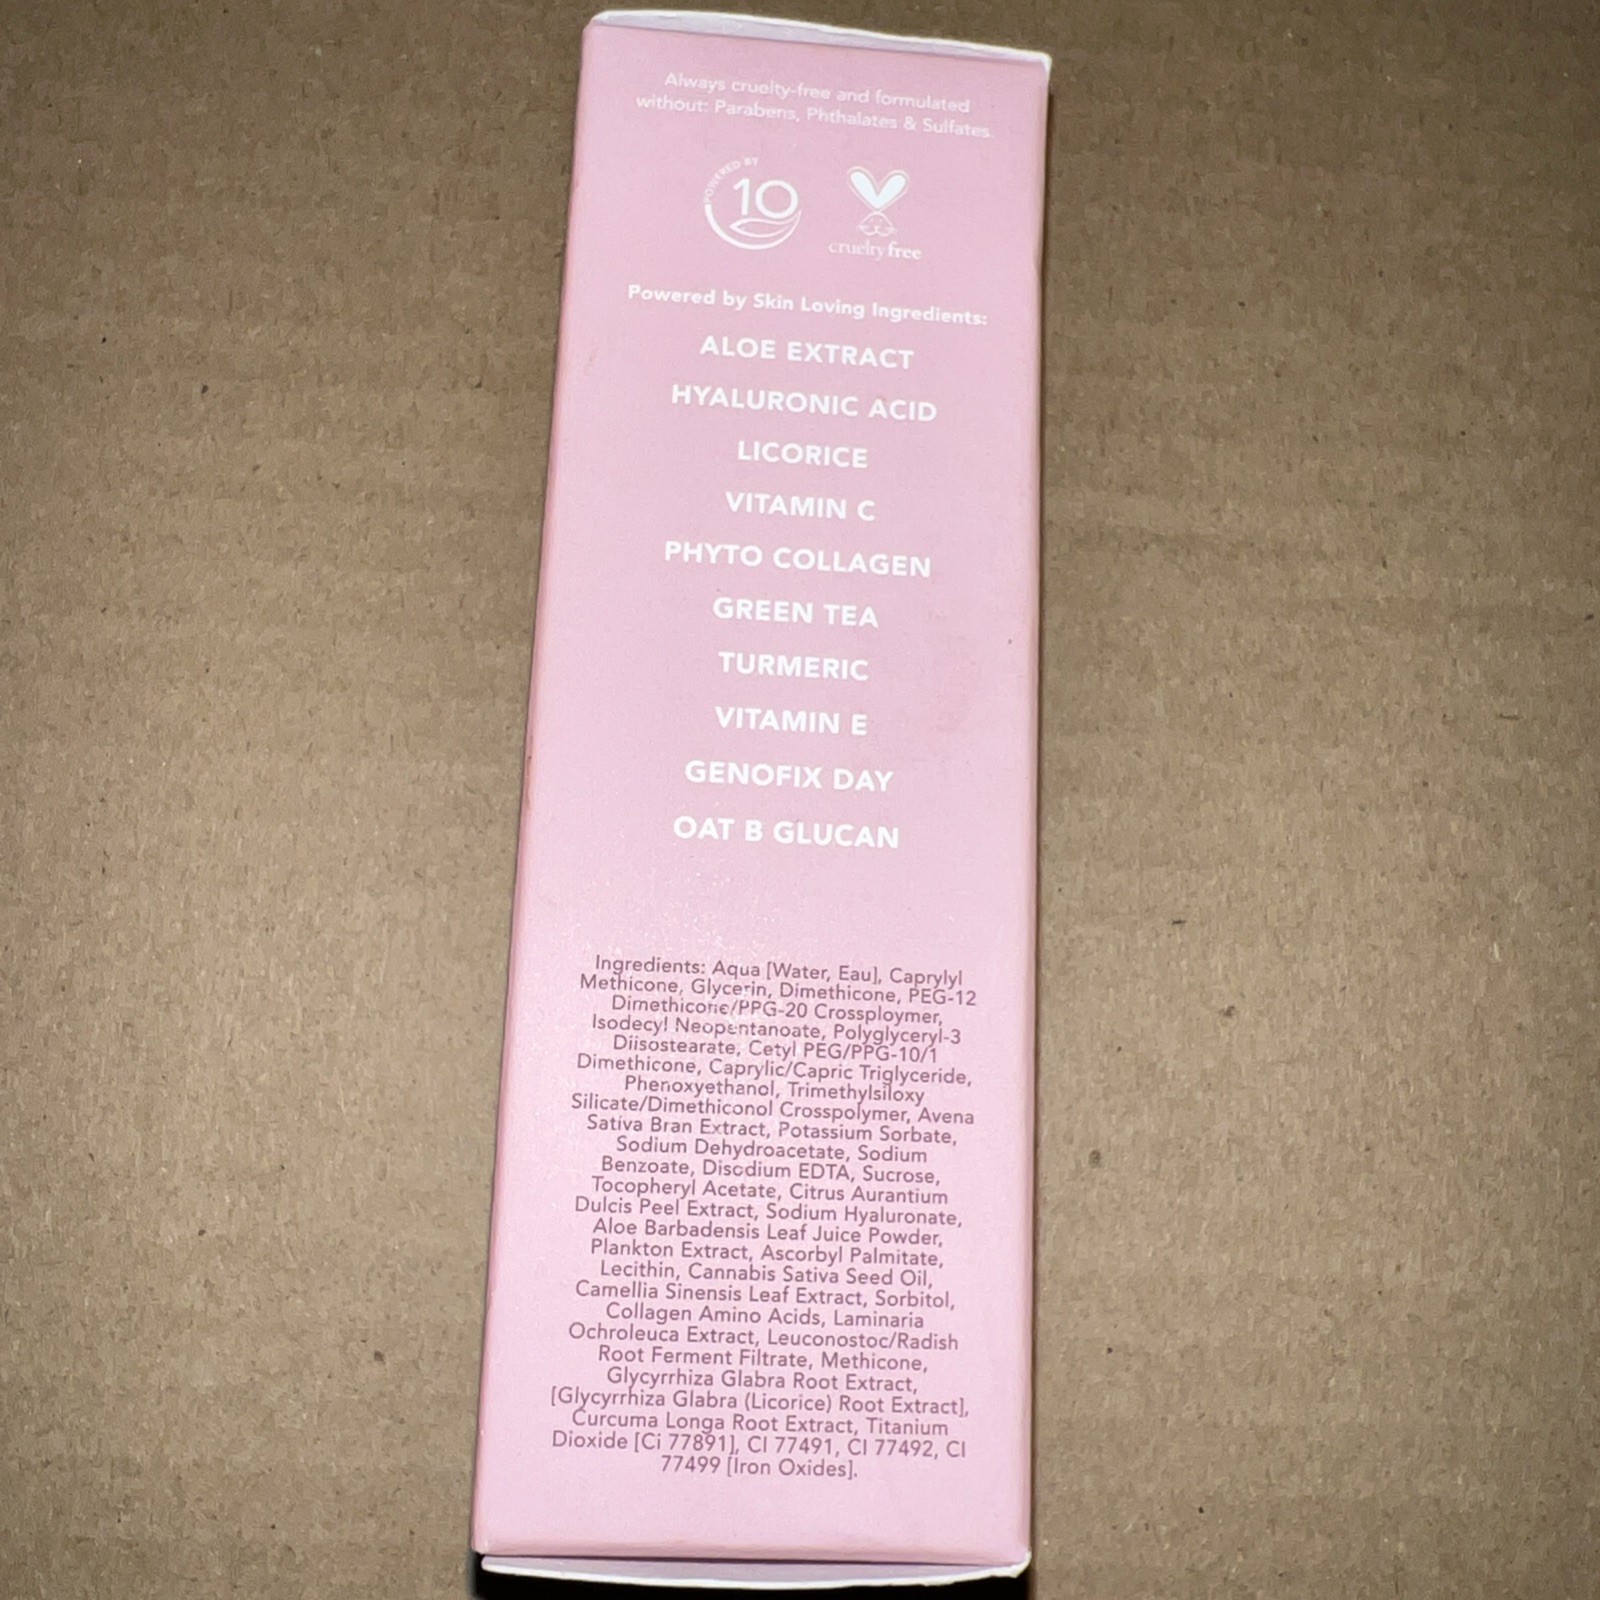 Always cruelty-free and formulated
without: Parabens, Phthalates & Sulfates.
POWERED BY
10
cruelty free
Powered by Skin Loving Ingredients:
ALOE EXTRACT
HYALURONIC ACID
LICORICE
VITAMIN C
PHYTO COLLAGEN
GREEN TEA
TURMERIC
VITAMIN E
GENOFIX DAY
OAT B GLUCAN
Ingredients: Aqua [Water, Eau], Caprylyl
Methicone, Glycerin, Dimethicone, PEG-12
Dimethicone/PPG-20 Crossploymer,
Isodecyl Neopentanoate, Polyglyceryl-3
Diisostearate, Cetyl PEG/PPG-10/1
Dimethicone, Caprylic/Capric Triglyceride,
Phenoxyethanol, Trimethylsiloxy
Silicate/Dimethiconol Crosspolymer, Avena
Sativa Bran Extract, Potassium Sorbate,
Sodium Dehydroacetate, Sodium
Benzoate, Disodium EDTA, Sucrose,
Tocopheryl Acetate, Citrus Aurantium
Dulcis Peel Extract, Sodium Hyaluronate,
Aloe Barbadensis Leaf Juice Powder,
Plankton Extract, Ascorbyl Palmitate,
Lecithin, Cannabis Sativa Seed Oil,
Camellia Sinensis Leaf Extract, Sorbitol,
Collagen Amino Acids, Laminaria
Ochroleuca Extract, Leuconostoc/Radish
Root Ferment Filtrate, Methicone,
Glycyrrhiza Glabra Root Extract,
[Glycyrrhiza Glabra (Licorice) Root Extract],
Curcuma Longa Root Extract, Titanium
Dioxide [Ci 77891], CI 77491, CI 77492, CI
77499 [Iron Oxides].